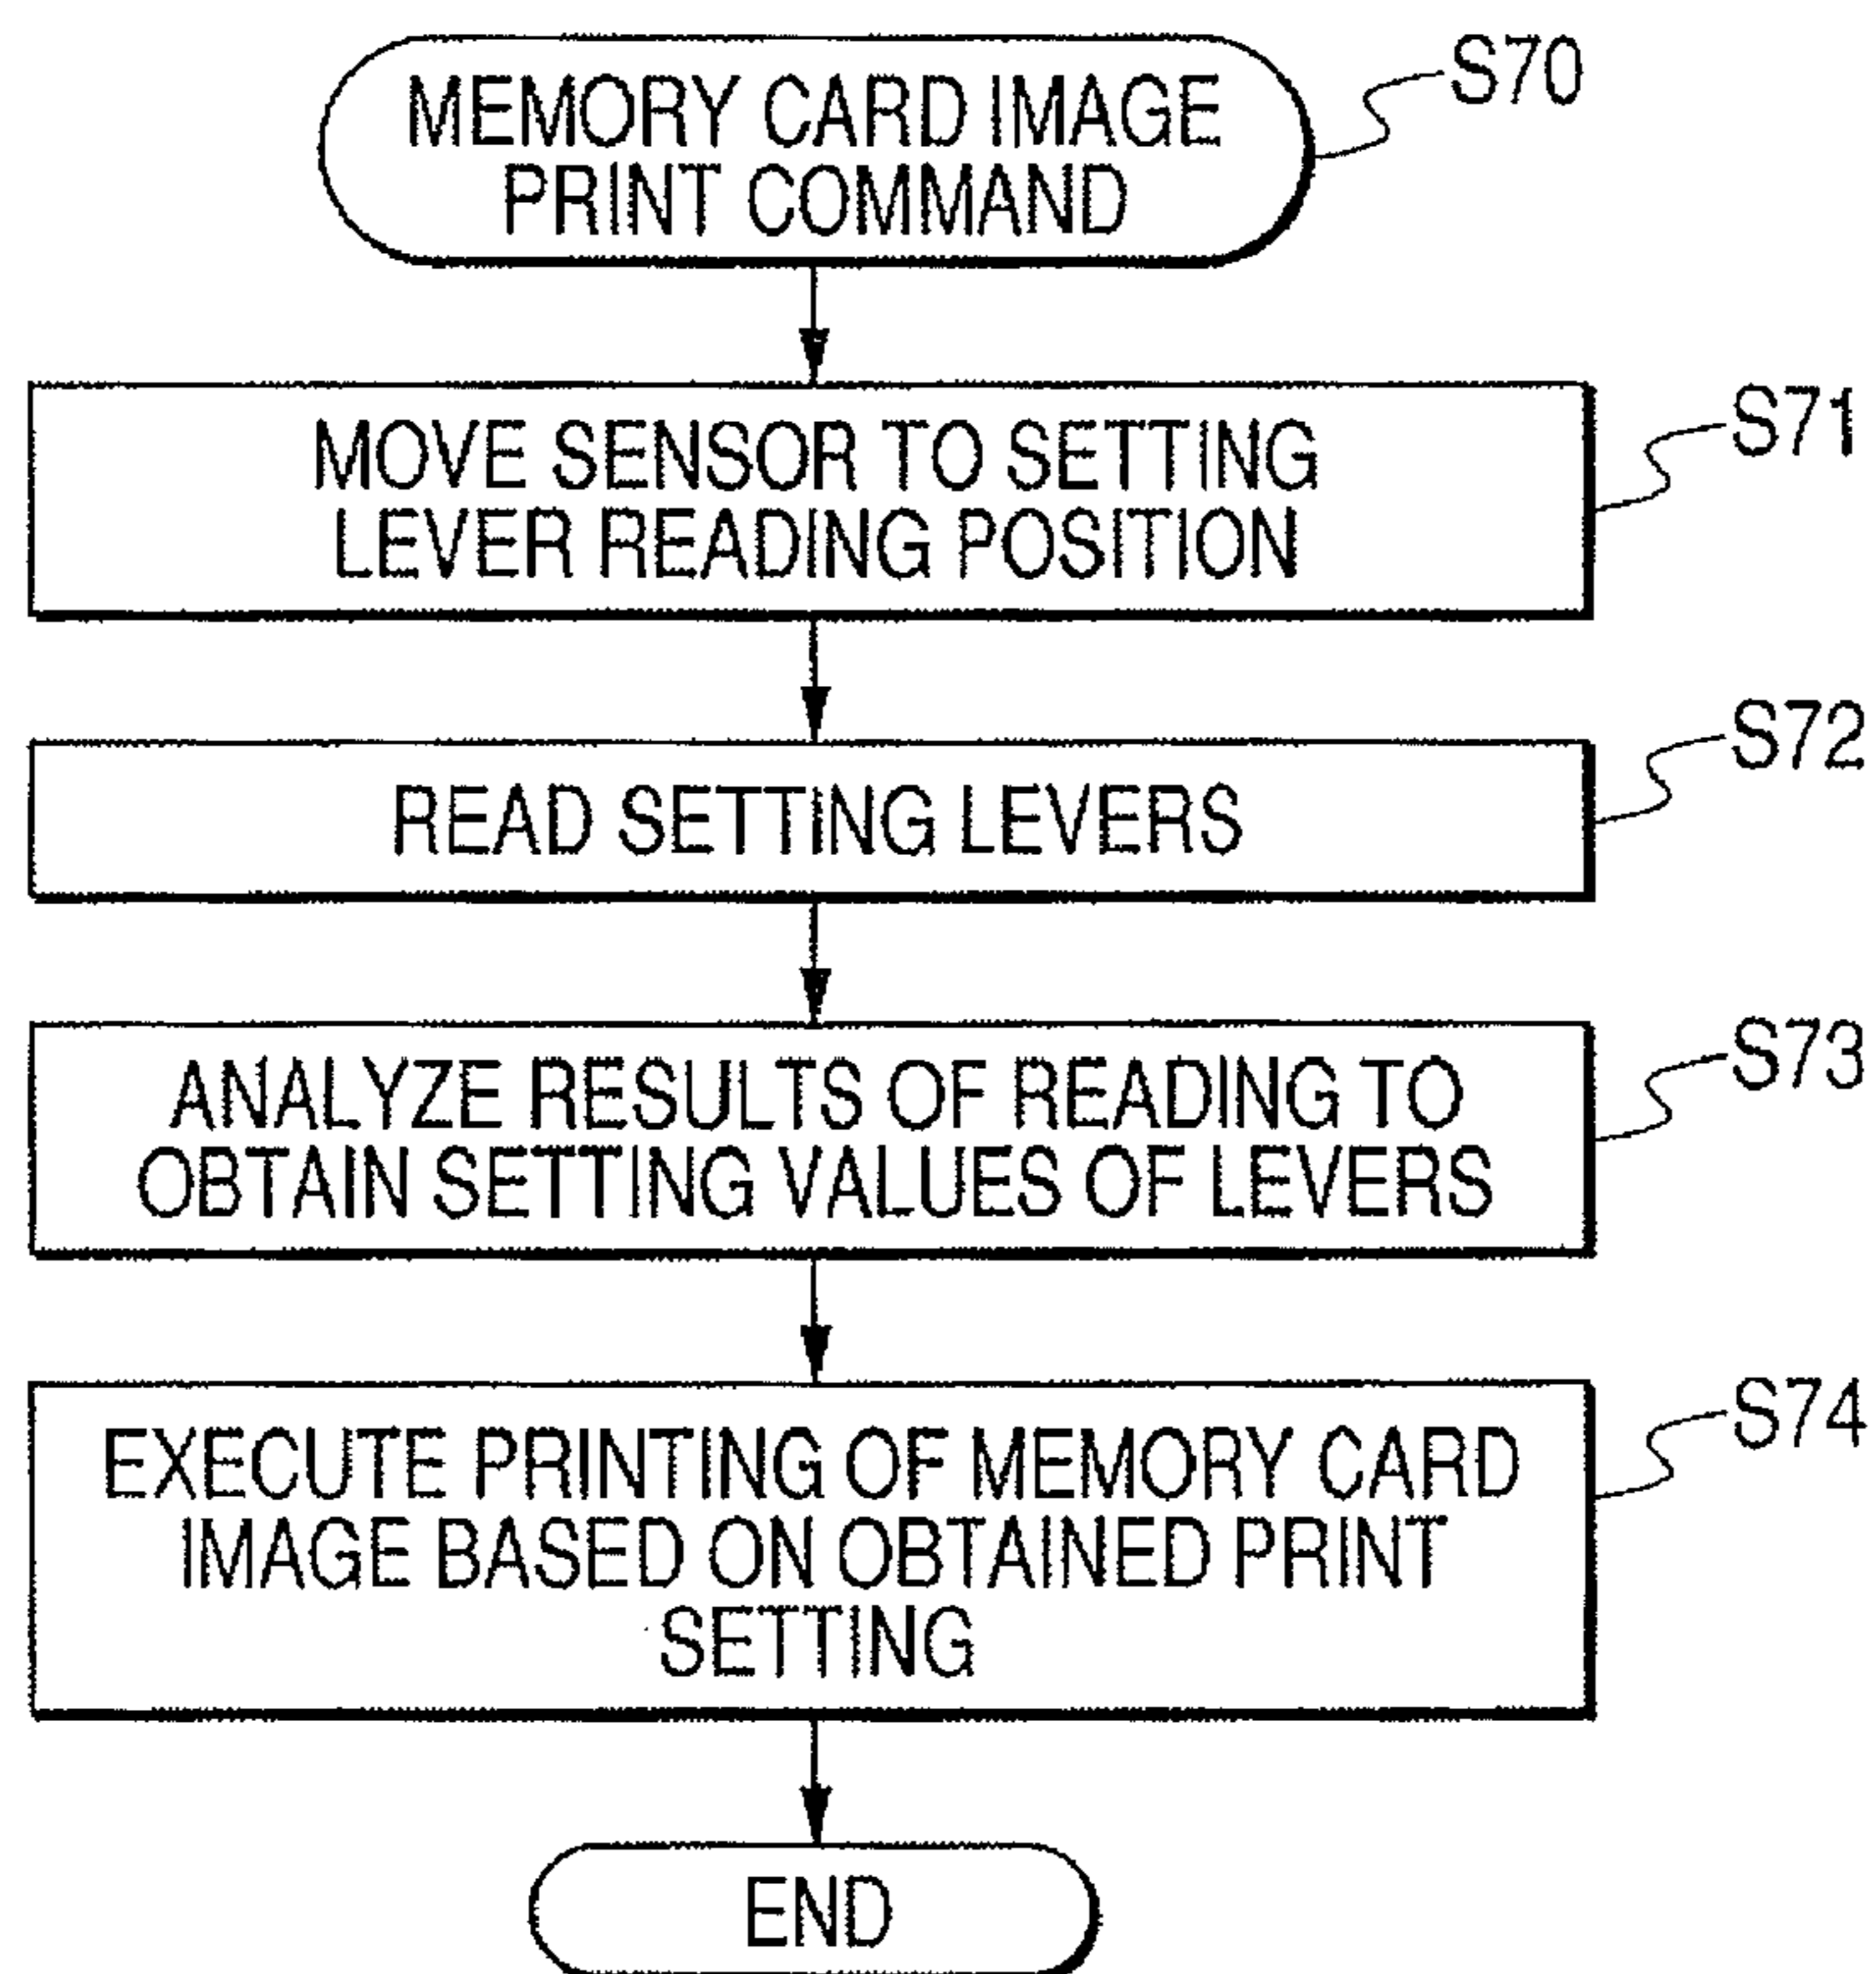 MEMORY CARD IMAGE
PRINT COMMAND
S70
MOVE SENSOR TO SETTING
LEVER READING POSITION
S71
READ SETTING LEVERS
S72
ANALYZE RESULTS OF READING TO
OBTAIN SETTING VALUES OF LEVERS
S73
EXECUTE PRINTING OF MEMORY CARD
IMAGE BASED ON OBTAINED PRINT
SETTING
S74
END